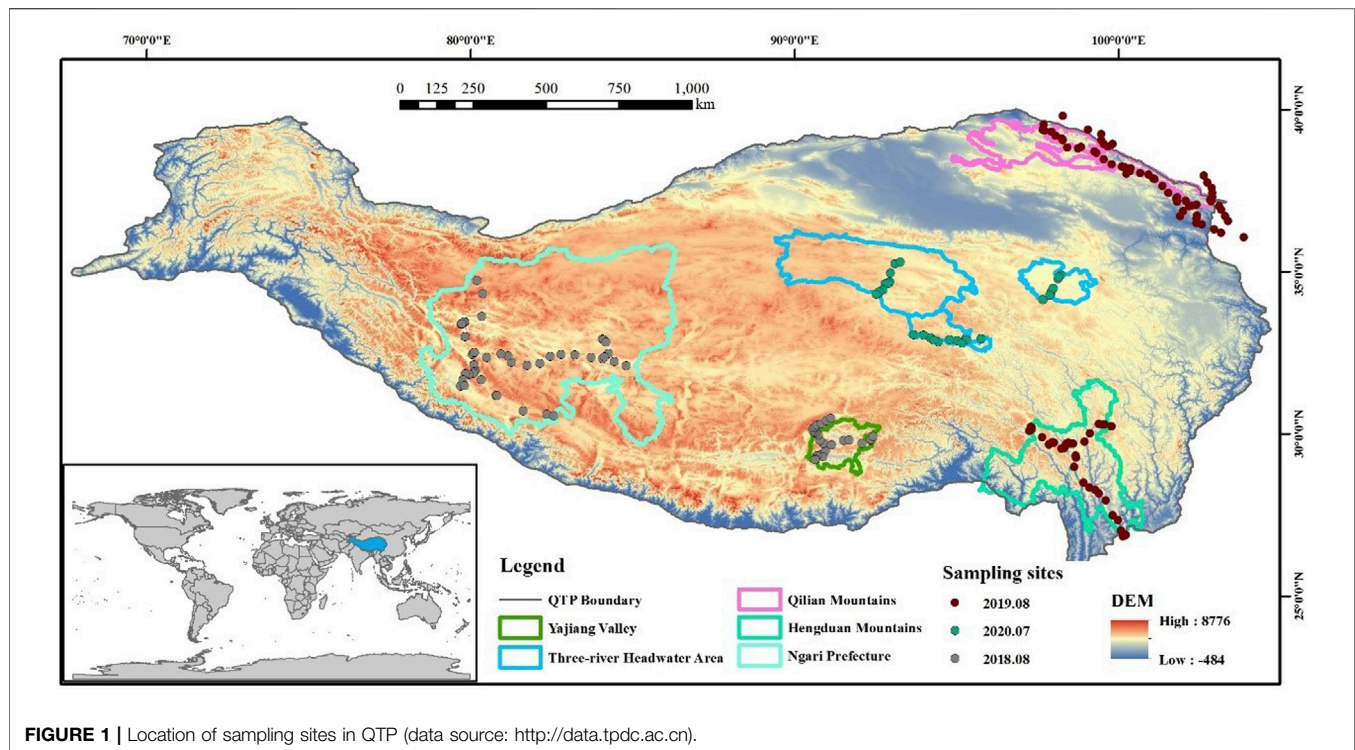 70°0'0"E 80°0'0"E 90°0'0"E 100°0'0"E
0 125 250 500 750 1,000
km
40°0'0"N
35°0'0"N
30°0'0"N
25°0'0"N
Legend
QTP Boundary
Yajiang Valley
Three-river Headwater Area
Qilian Mountains
Hengduan Mountains
Ngari Prefecture
Sampling sites
2019.08
2020.07
2018.08
DEM
High : 8776
Low : -484
FIGURE 1 | Location of sampling sites in QTP (data source: http://data.tpdc.ac.cn).